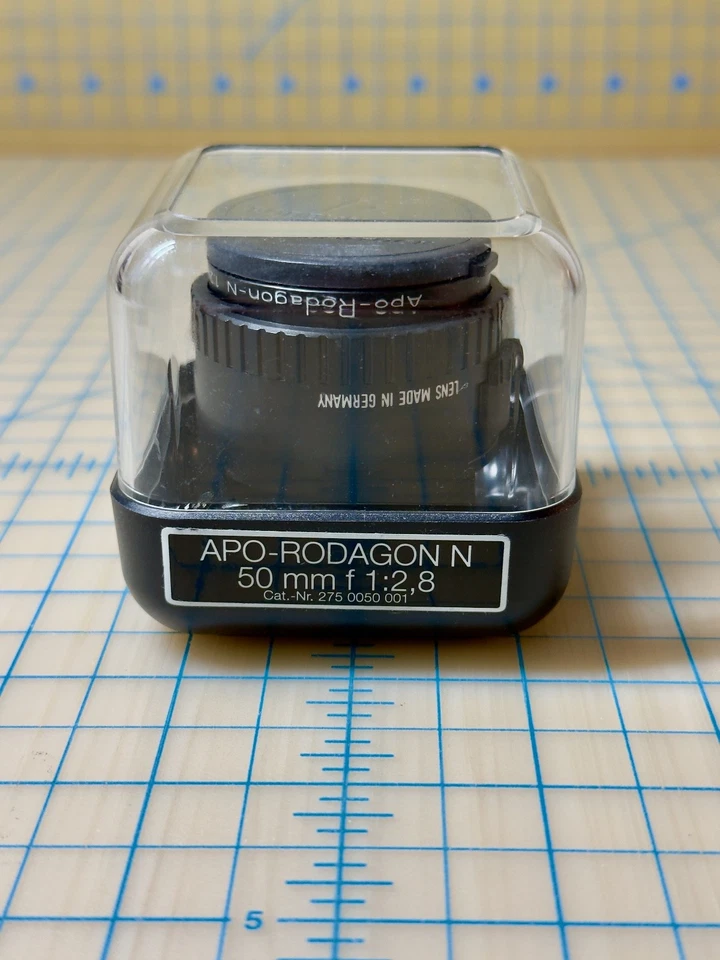 Apo-Rodagon-N
LENS MADE IN GERMANY
APO-RODAGON N
50 mm f 1:2,8
Cat.-Nr. 275 0050 001
5